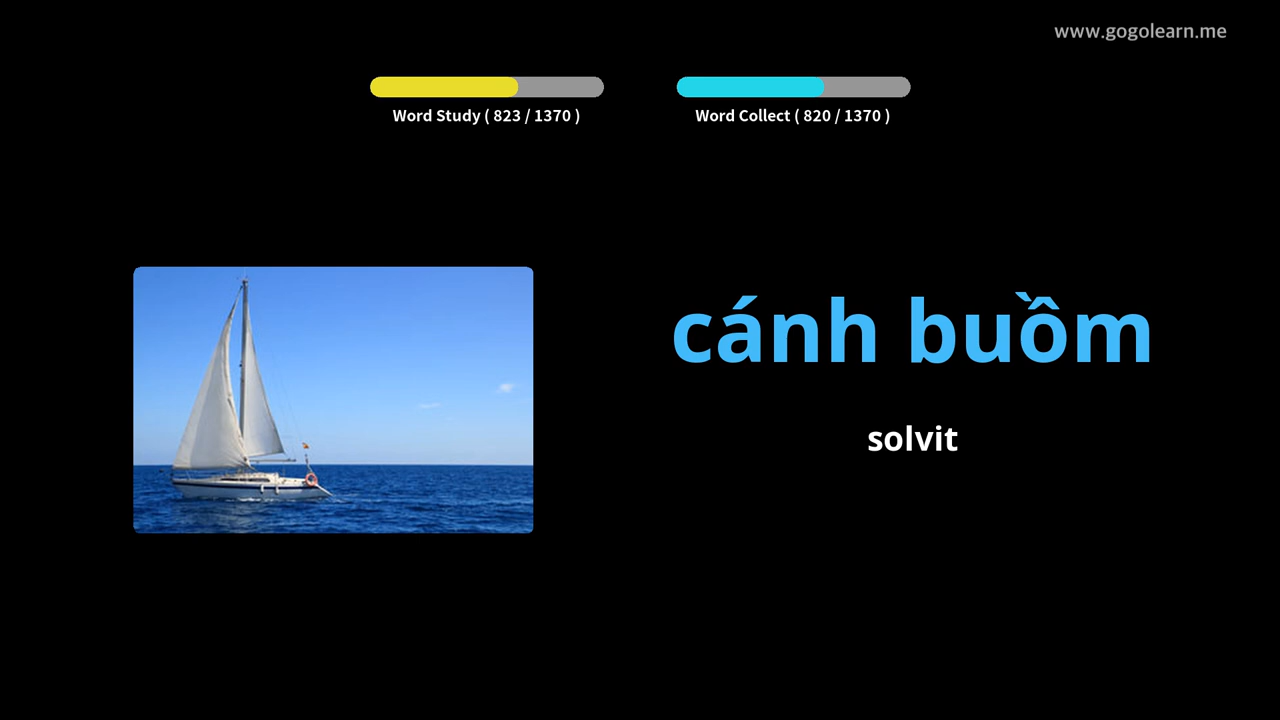 www.gogolearn.me
Word Study ( 823 / 1370 )
Word Collect ( 820 / 1370 )
cánh buồm
solvit